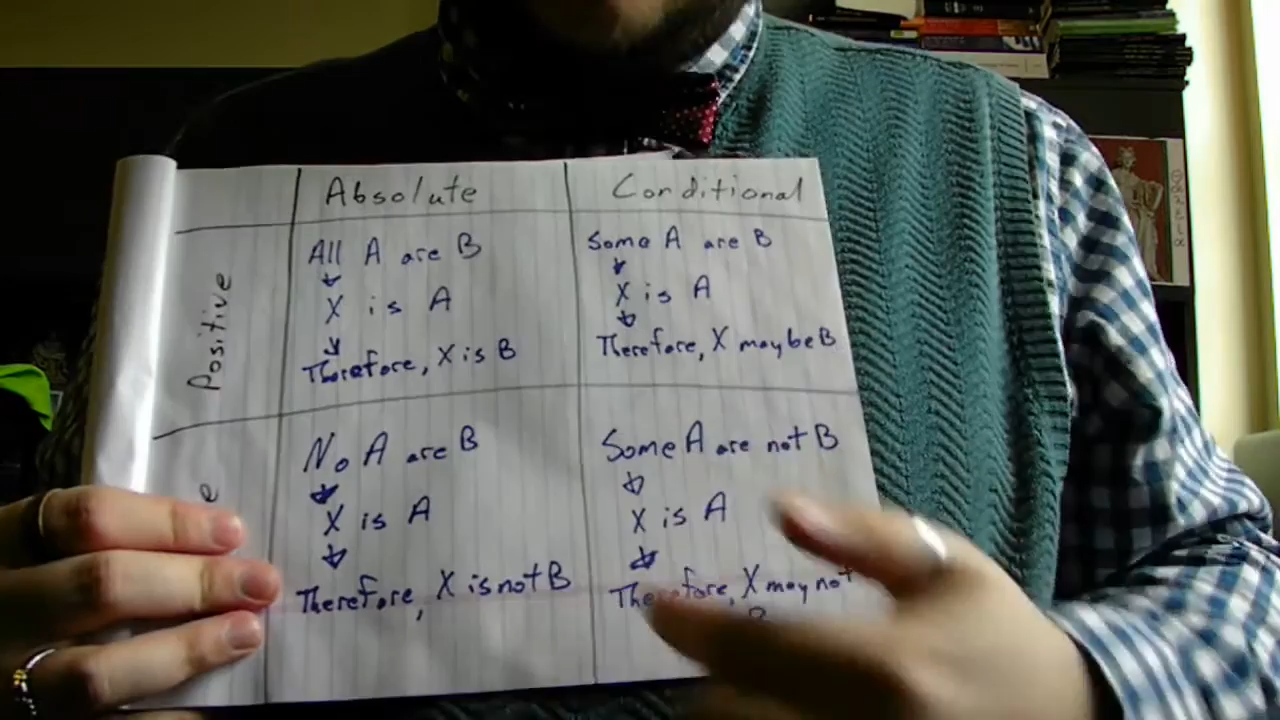 Absolute
Conditional
Positive
All A are B
X is A
Therefore, X is B
Some A are B
X is A
Therefore, X may be B
No A are B
X is A
Therefore, X is not B
Some A are not B
X is A
Therefore, X may not
B